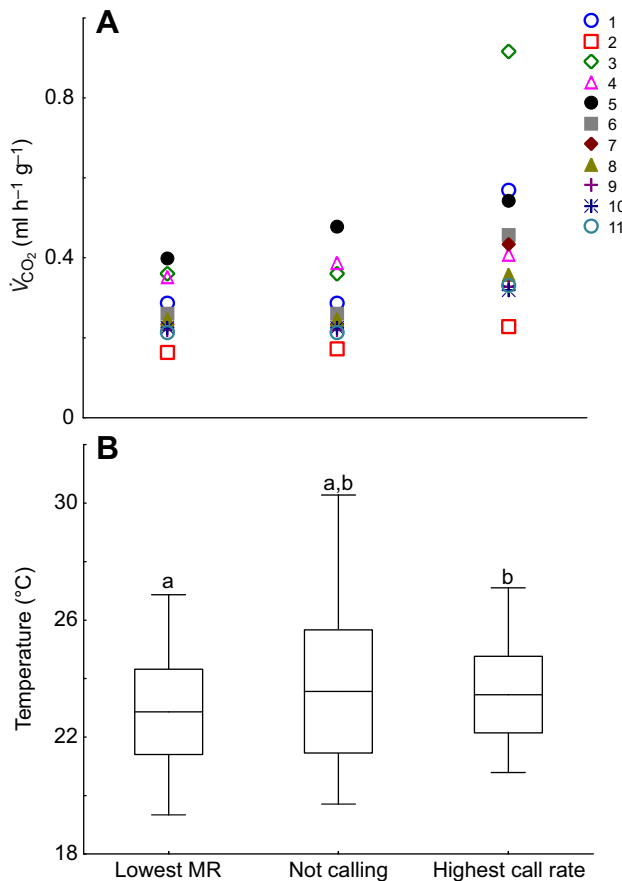 A
0.8
0.4
0
V̇CO₂ (ml h⁻¹ g⁻¹)
1
2
3
4
5
6
7
8
9
10
11
B
30
26
22
18
Temperature (°C)
a
a,b
b
Lowest MR
Not calling
Highest call rate